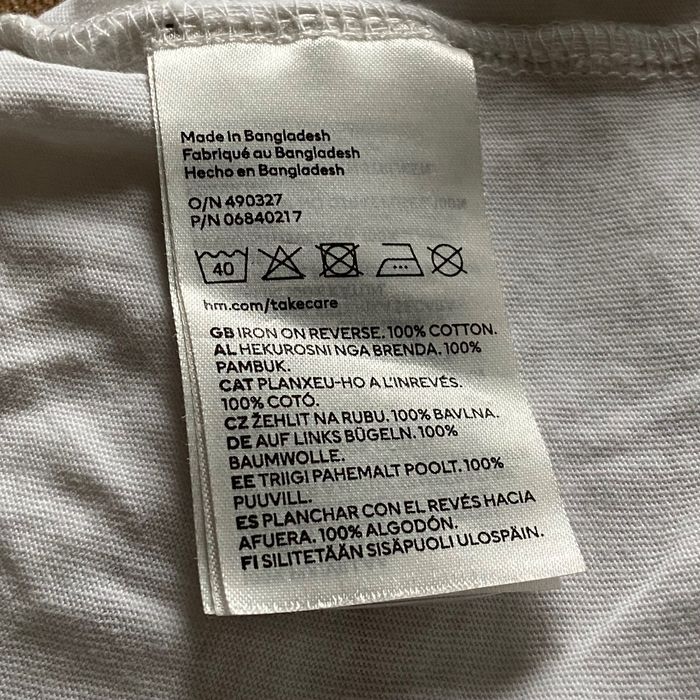 Made in Bangladesh
Fabriqué au Bangladesh
Hecho en Bangladesh
O/N 490327
P/N 06840217
40
hm.com/takecare
GB IRON ON REVERSE. 100% COTTON.
AL HEKUROSNI NGA BRENDA. 100%
PAMBUK.
CAT PLANXEU-HO A L'INREVÉS.
100% COTÓ.
CZ ŽEHLIT NA RUBU. 100% BAVLNA.
DE AUF LINKS BÜGELN. 100%
BAUMWOLLE.
EE TRIIGI PAHEMALT POOLT. 100%
PUUVILL.
ES PLANCHAR CON EL REVÉS HACIA
AFUERA. 100% ALGODÓN.
FI SILITETÄÄN SISÄPUOLI ULOSPÄIN.